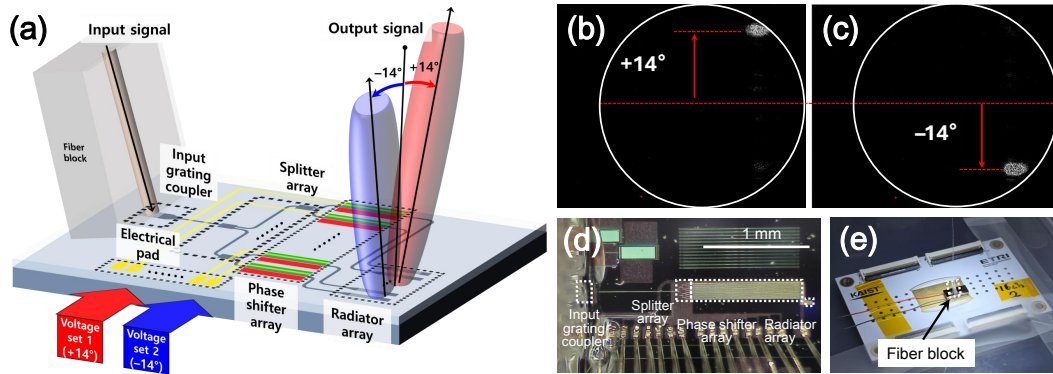 (a)
Input signal
Output signal
−14°
+14°
Fiber
block
Input
grating
coupler
Splitter
array
Electrical
pad
Phase
shifter
array
Radiator
array
Voltage
set 1
(+14°)
Voltage
set 2
(−14°)
(b)
+14°
(c)
−14°
(d)
1 mm
Splitter
array
Input
grating
coupler
Phase shifter
array
Radiator
array
(e)
KAIST
ETRI
Fiber block